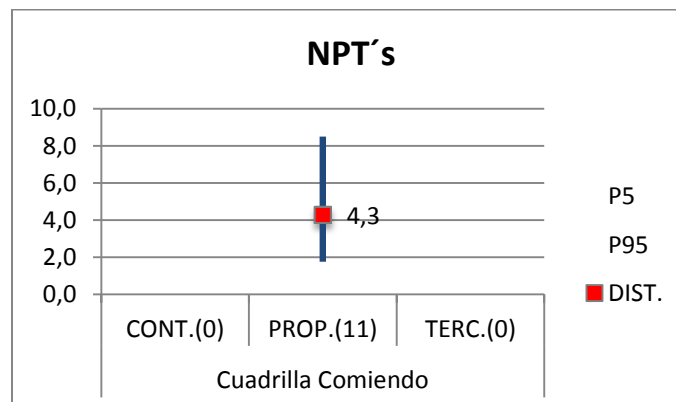 NPT´s
10,0
8,0
6,0
4,0
2,0
0,0
4,3
P5
P95
DIST.
CONT.(0) PROP.(11) TERC.(0)
Cuadrilla Comiendo